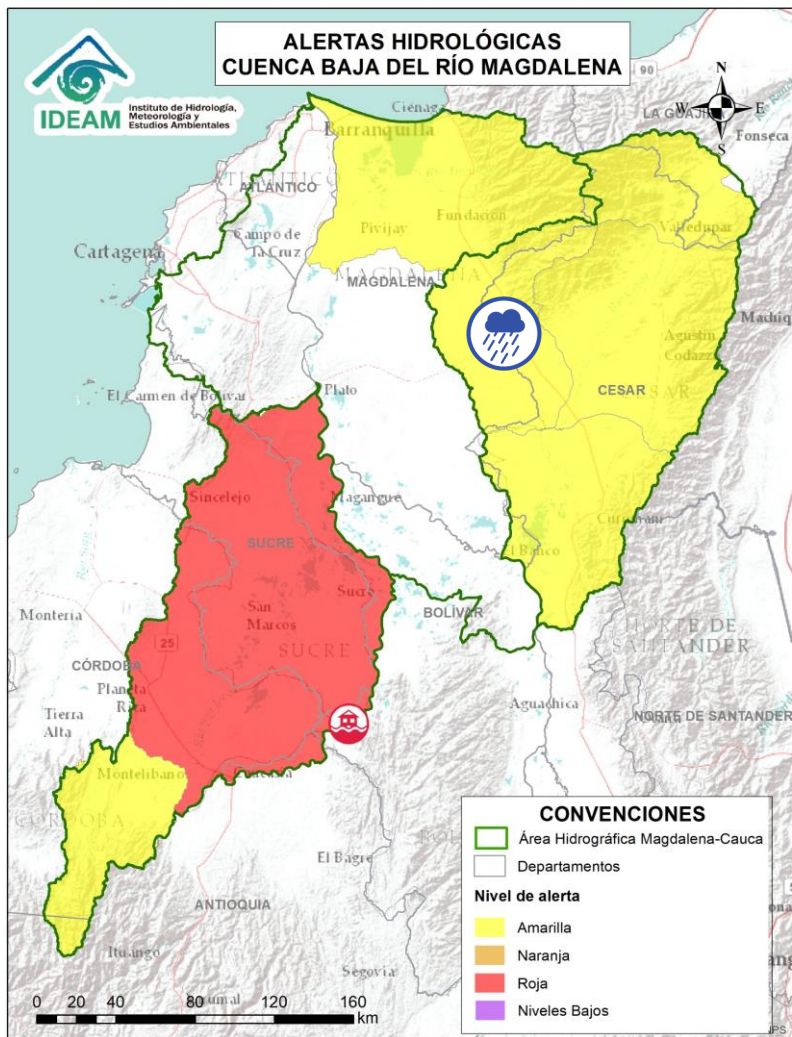 ALERTAS HIDROLÓGICAS
CUENCA BAJA DEL RÍO MAGDALENA
IDEAM
Instituto de Hidrología,
Meteorología y
Estudios Ambientales
N
W
E
S
90
Ciénaga
LA GUAJI
Fonseca
Barranquilla
ATLÁNTICO
Pivijay
Fundación
Valledupar
Cartagena
Campo de
la Cruz
MAGDALENA
MAGDALENA
Machiq
Agustín
Codazzi
CESAR
El Carmen de Bolívar
Plato
Sincelejo
Magangué
SUCRE
El Banco
Sucre
BOLÍVAR
San
Marcos
Montería
25
SUCRE
NORTE DE
SANTANDER
CÓRDOBA
Planeta
Rica
Aguachica
NORTE DE SANTANDER
Tierra
Alta
Montelibano
CÓRDOBA
El Bagre
ANTIOQUIA
Ituango
Segovia
CONVENCIONES
Área Hidrográfica Magdalena-Cauca
Departamentos
Nivel de alerta
Amarilla
Naranja
Roja
Niveles Bajos
0 20 40 80 120 160
km